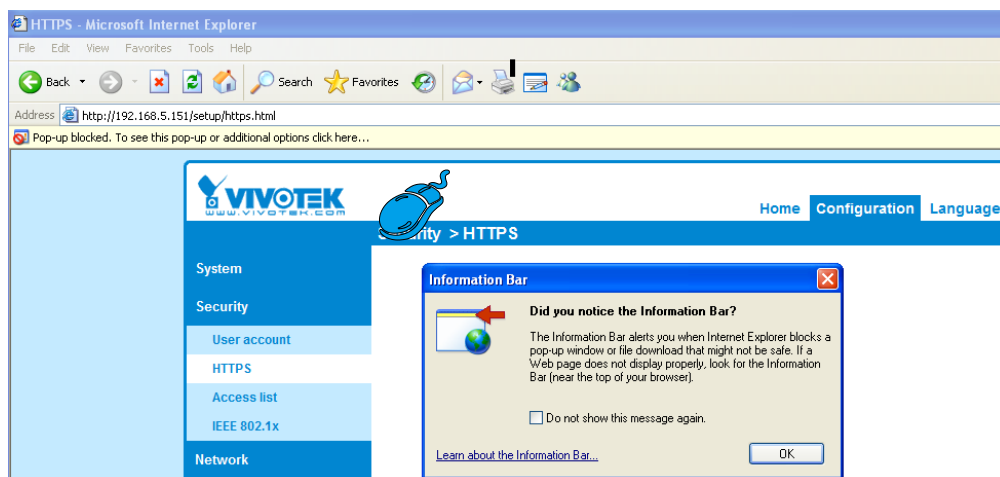 HTTPS - Microsoft Internet Explorer
File Edit View Favorites Tools Help
Back Search Favorites
Address http://192.168.5.151/setup/https.html
Pop-up blocked. To see this pop-up or additional options click here...
VIVOTEK
www.vivotek.com
Home Configuration Language
>HTTPS
System
Security
User account
HTTPS
Access list
IEEE 802.1x
Network
Information Bar
Did you notice the Information Bar?
The Information Bar alerts you when Internet Explorer blocks a
pop-up window or file download that might not be safe. If a
Web page does not display properly, look for the Information
Bar (near the top of your browser).
Do not show this message again.
Learn about the Information Bar...
OK